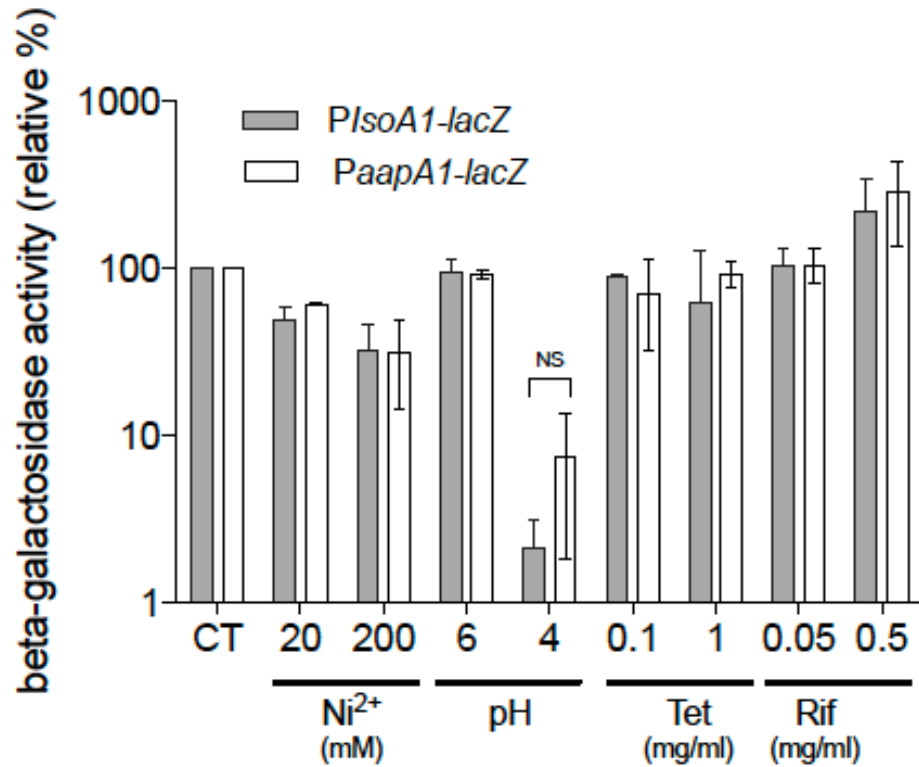 beta-galactosidase activity (relative %)
1000
100
10
1
PIsoA1-lacZ
PaapA1-lacZ
NS
CT 20 200 6 4 0.1 1 0.05 0.5
Ni²⁺ pH Tet Rif
(mM) (mg/ml) (mg/ml)